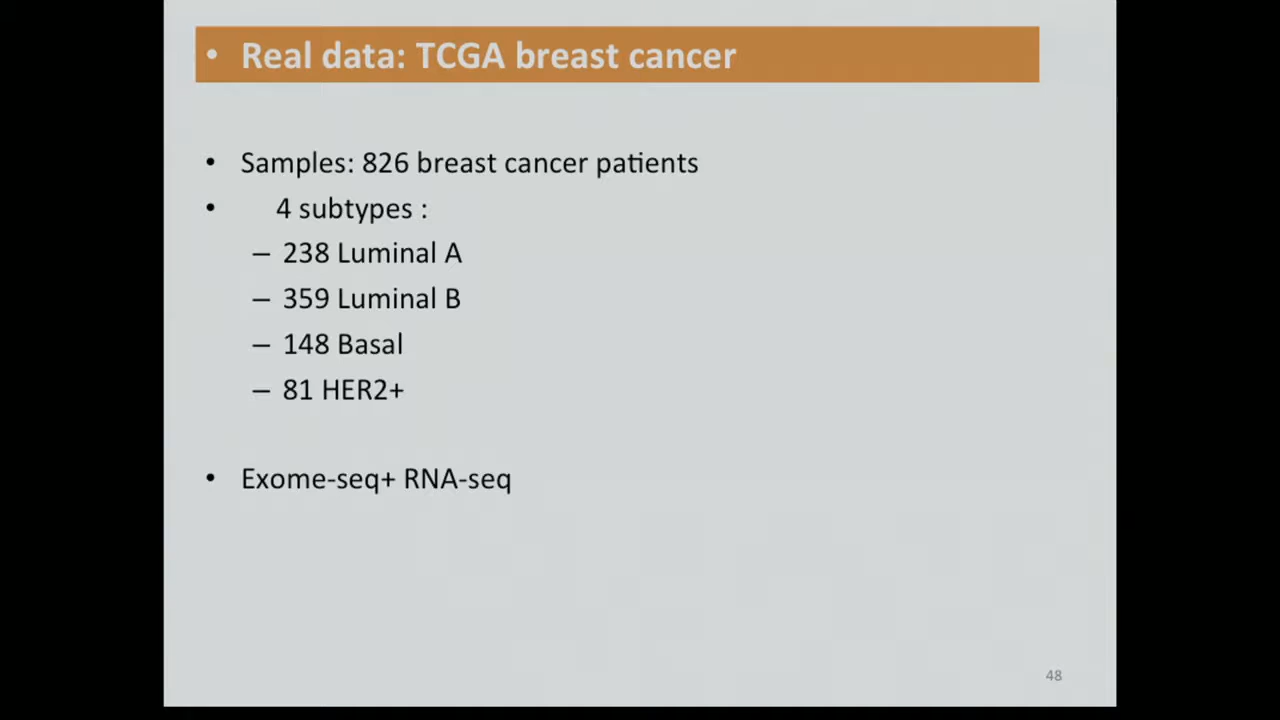 • Real data: TCGA breast cancer
• Samples: 826 breast cancer patients
• 4 subtypes :
– 238 Luminal A
– 359 Luminal B
– 148 Basal
– 81 HER2+
• Exome-seq+ RNA-seq
48